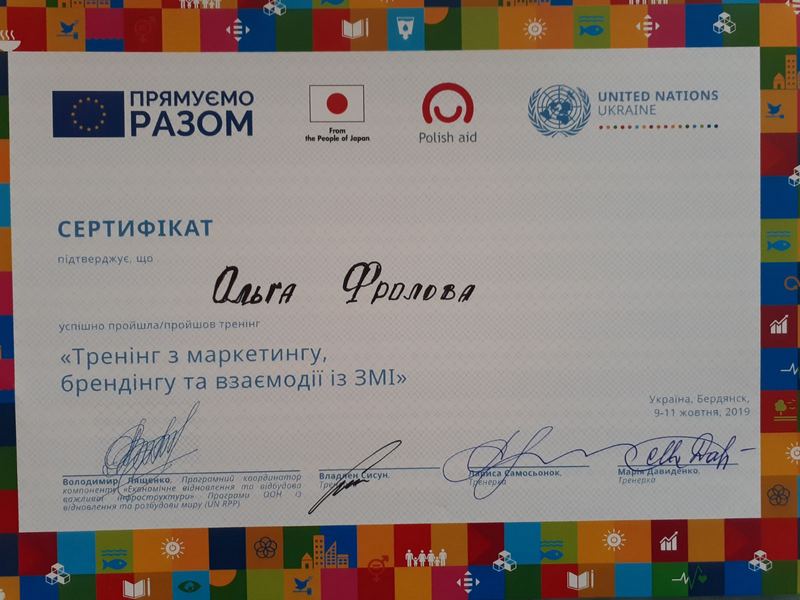 ПРЯМУЄМО
РАЗОМ
From
the People of Japan
Polish aid
UNITED NATIONS
UKRAINE
СЕРТИФІКАТ
підтверджує, що
Ольга Фролова
успішно пройшла/пройшов тренінг
«Тренінг з маркетингу,
брендінгу та взаємодії із ЗМІ»
Україна, Бердянск,
9-11 жовтня, 2019
Володимир Лященко, Програмний координатор
компоненту «Економічне відновлення та відбудова
важливої інфраструктури» Програми ООН із
відновлення та розбудови миру (UN RPP)
Владлен Сисун.
Лариса Самосьонок.
Тренерка
Марія Давиденко.
Тренерка